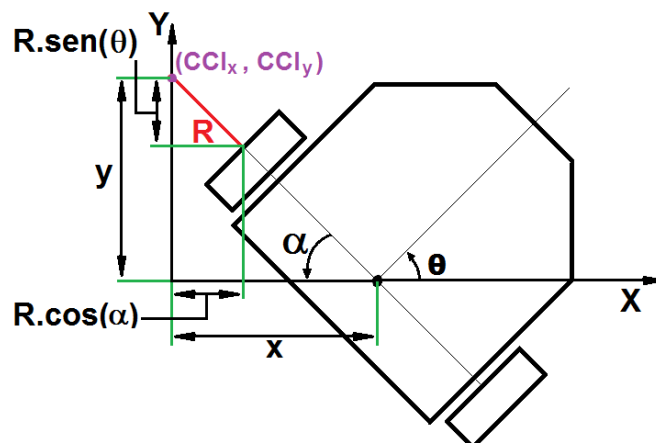 R.sen(θ)
Y
(CCIx , CCIy)
R
y
α
θ
X
R.cos(α)
x